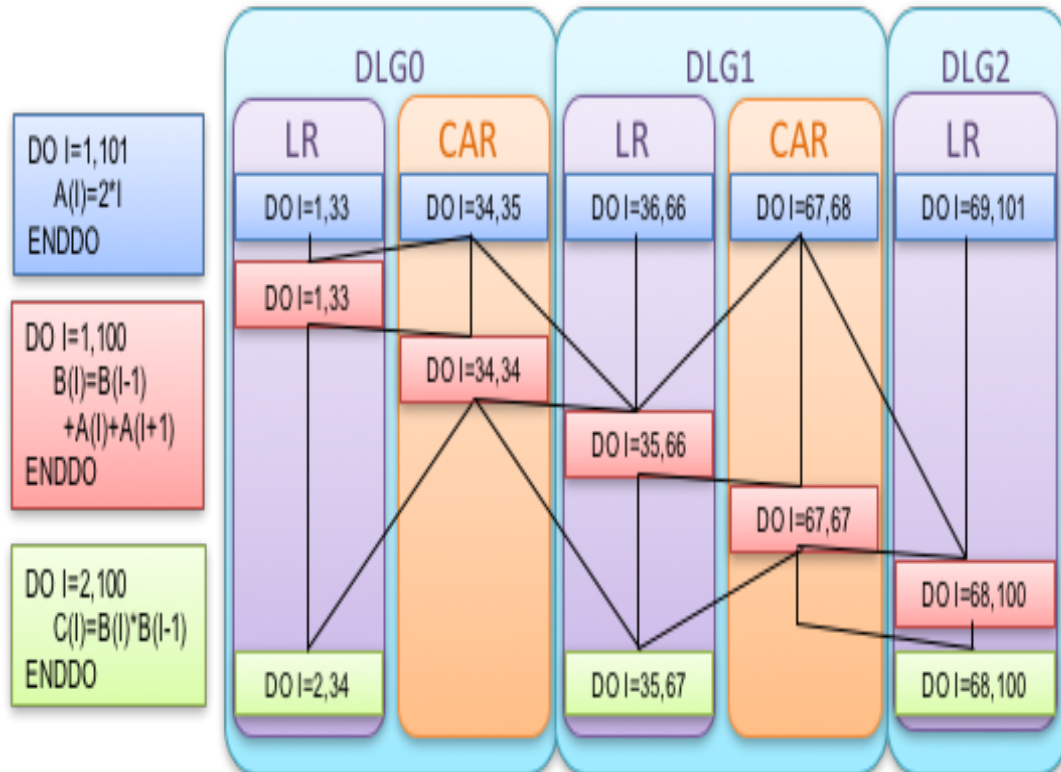 DLG0 DLG1 DLG2
LR CAR LR CAR LR
DO I=1,101
A(I)=2*I
ENDDO
DO I=1,33 DO I=34,35 DO I=36,66 DO I=67,68 DO I=69,101
DO I=1,100
B(I)=B(I-1)
+A(I)+A(I+1)
ENDDO
DO I=1,33
DO I=34,34
DO I=35,66
DO I=67,67
DO I=68,100
DO I=2,100
C(I)=B(I)*B(I-1)
ENDDO
DO I=2,34 DO I=35,67 DO I=68,100